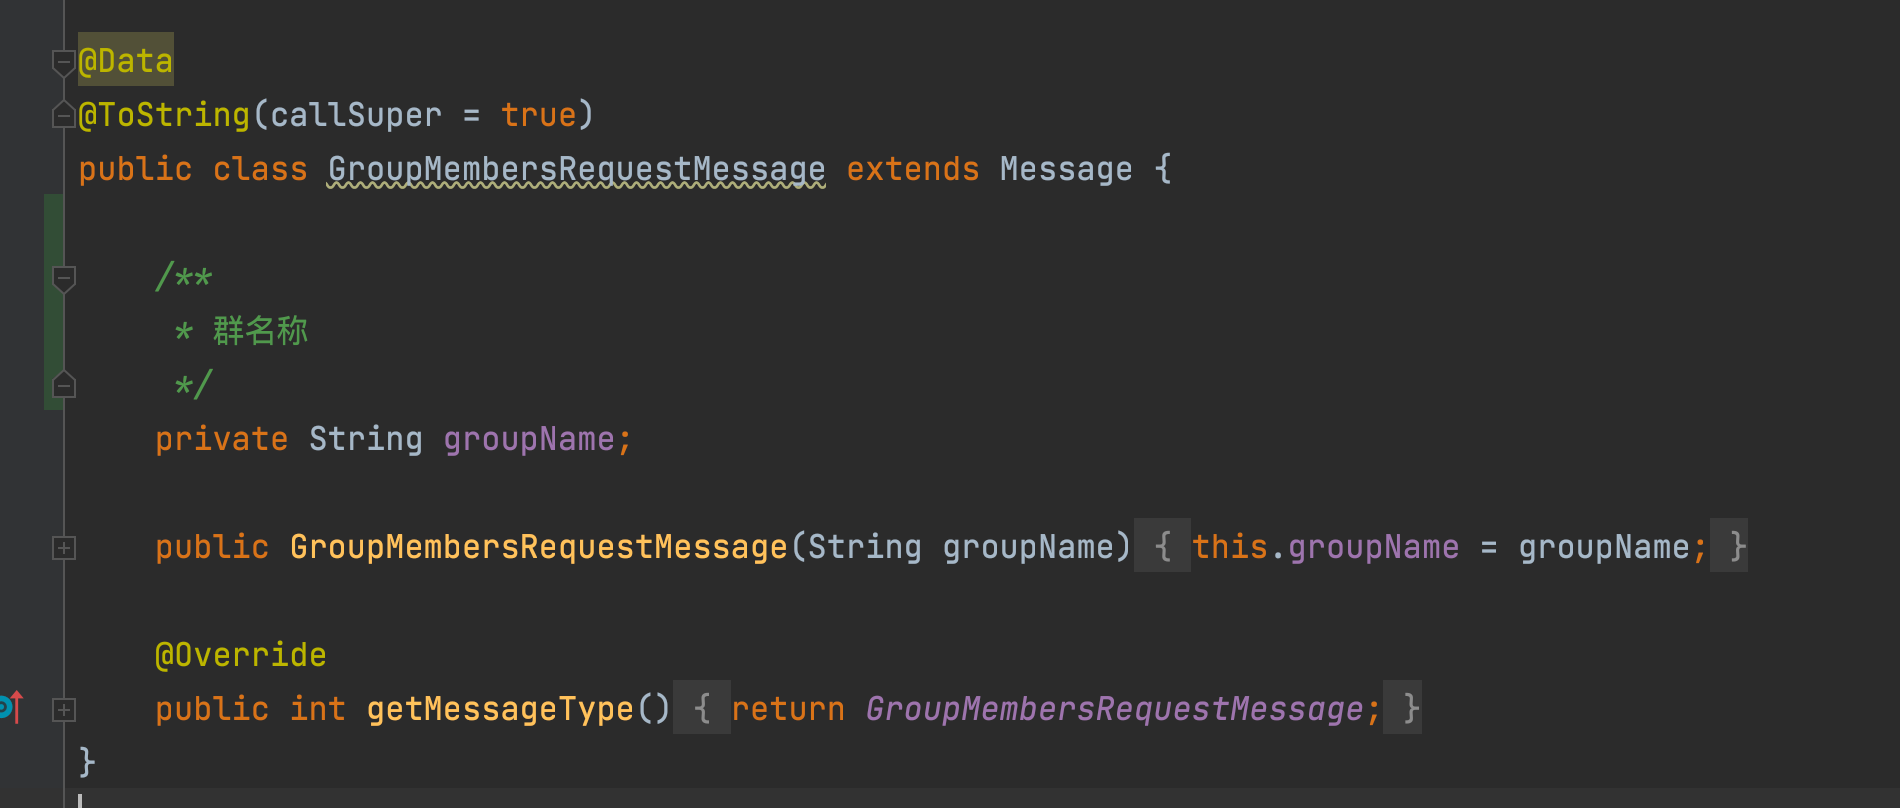 @Data
@ToString(callSuper = true)
public class GroupMembersRequestMessage extends Message {
/**
* 群名称
*/
private String groupName;
public GroupMembersRequestMessage(String groupName) { this.groupName = groupName; }
@Override
public int getMessageType() { return GroupMembersRequestMessage; }
}